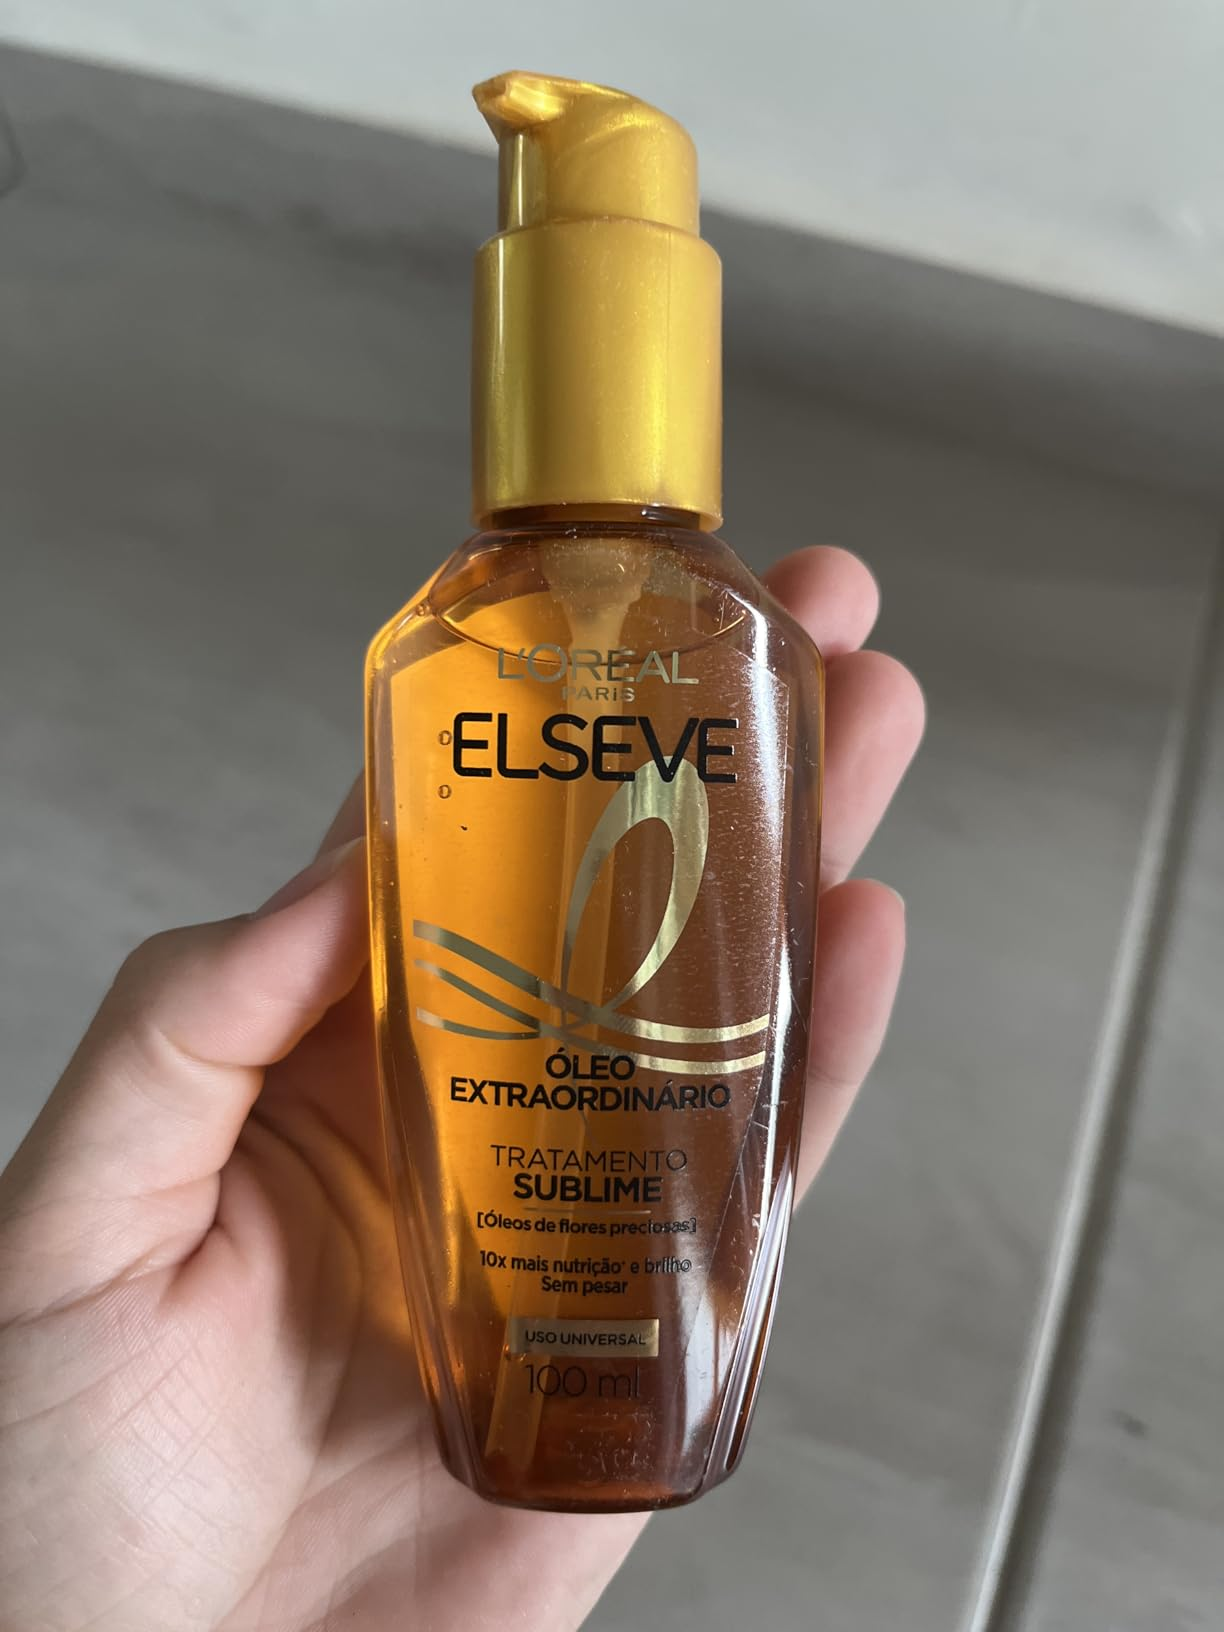 L'ORÉAL
PARIS
ELSEVE
ÓLEO
EXTRAORDINÁRIO
TRATAMENTO
SUBLIME
[Óleos de flores preciosas]
10x mais nutrição* e brilho
Sem pesar
USO UNIVERSAL
100 ml